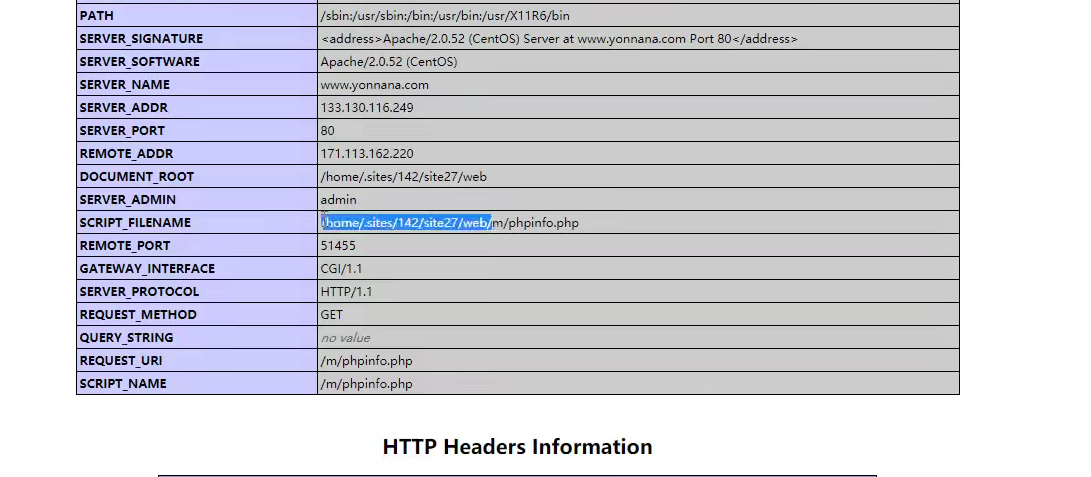 PATH /sbin:/usr/sbin:/bin:/usr/bin:/usr/X11R6/bin
SERVER_SIGNATURE <address>Apache/2.0.52 (CentOS) Server at www.yonnana.com Port 80</address>
SERVER_SOFTWARE Apache/2.0.52 (CentOS)
SERVER_NAME www.yonnana.com
SERVER_ADDR 133.130.116.249
SERVER_PORT 80
REMOTE_ADDR 171.113.162.220
DOCUMENT_ROOT /home/.sites/142/site27/web
SERVER_ADMIN admin
SCRIPT_FILENAME /home/.sites/142/site27/web/m/phpinfo.php
REMOTE_PORT 51455
GATEWAY_INTERFACE CGI/1.1
SERVER_PROTOCOL HTTP/1.1
REQUEST_METHOD GET
QUERY_STRING no value
REQUEST_URI /m/phpinfo.php
SCRIPT_NAME /m/phpinfo.php
HTTP Headers Information